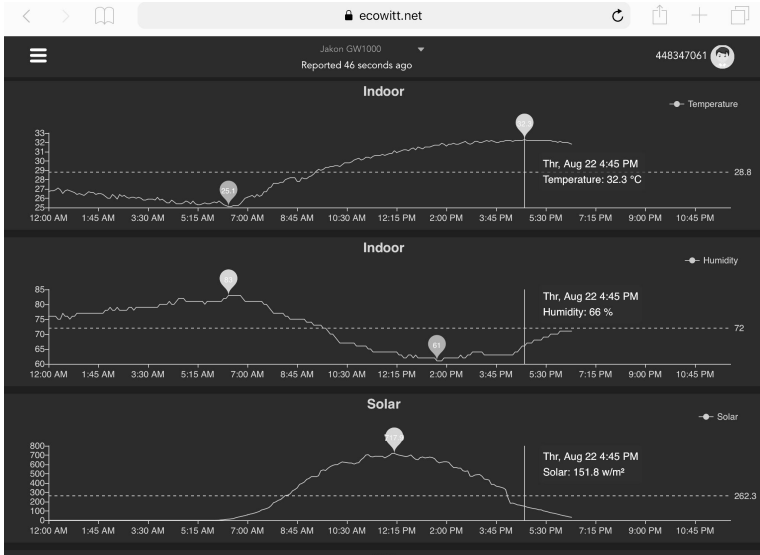 ecowitt.net
Jakon GW1000
Reported 46 seconds ago
448347061
Indoor
Temperature
33
32
31
30
29
28
27
26
25
32.3
25.1
28.8
Thr, Aug 22 4:45 PM
Temperature: 32.3 °C
12:00 AM 1:45 AM 3:30 AM 5:15 AM 7:00 AM 8:45 AM 10:30 AM 12:15 PM 2:00 PM 3:45 PM 5:30 PM 7:15 PM 9:00 PM 10:45 PM
Indoor
Humidity
85
80
75
70
65
60
83
61
72
Thr, Aug 22 4:45 PM
Humidity: 66 %
12:00 AM 1:45 AM 3:30 AM 5:15 AM 7:00 AM 8:45 AM 10:30 AM 12:15 PM 2:00 PM 3:45 PM 5:30 PM 7:15 PM 9:00 PM 10:45 PM
Solar
Solar
800
700
600
500
400
300
200
100
0
262.3
Thr, Aug 22 4:45 PM
Solar: 151.8 w/m²
12:00 AM 1:45 AM 3:30 AM 5:15 AM 7:00 AM 8:45 AM 10:30 AM 12:15 PM 2:00 PM 3:45 PM 5:30 PM 7:15 PM 9:00 PM 10:45 PM